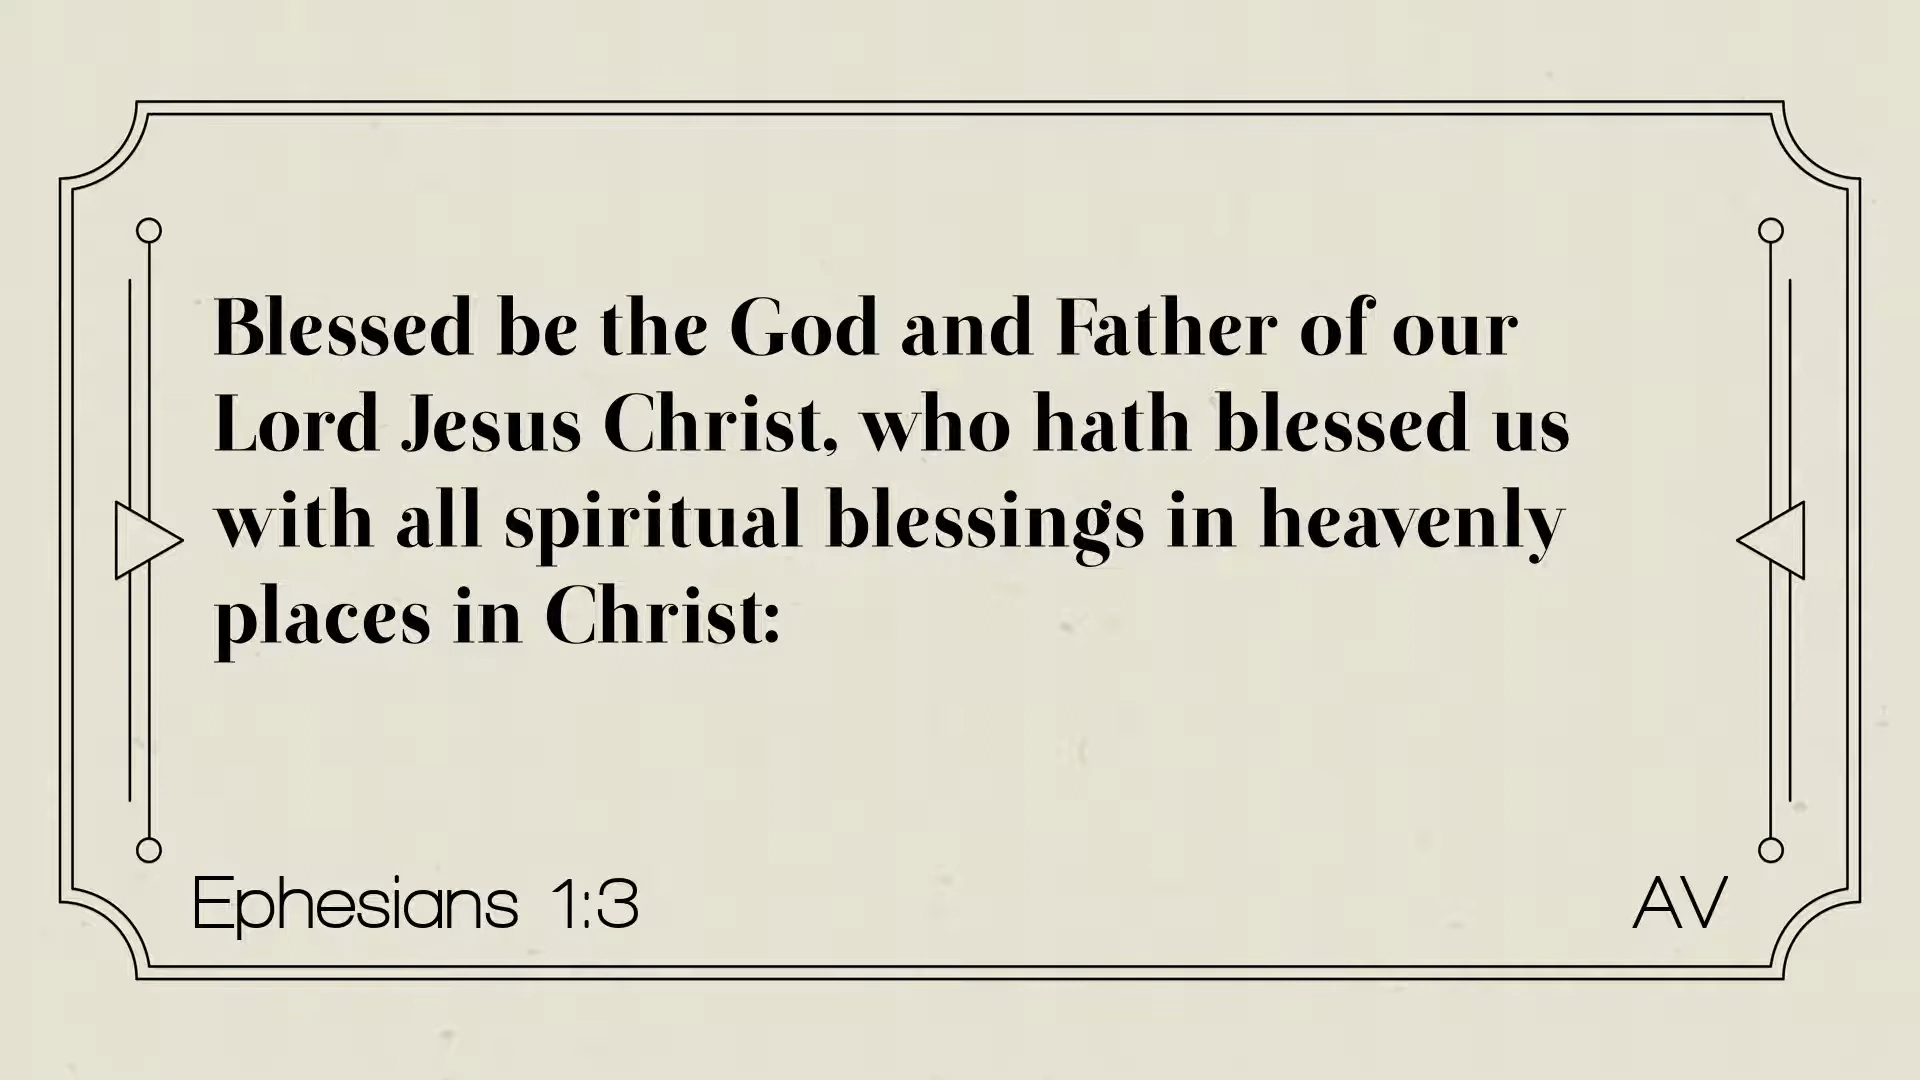 Blessed be the God and Father of our
Lord Jesus Christ, who hath blessed us
with all spiritual blessings in heavenly
places in Christ:
Ephesians 1:3
AV